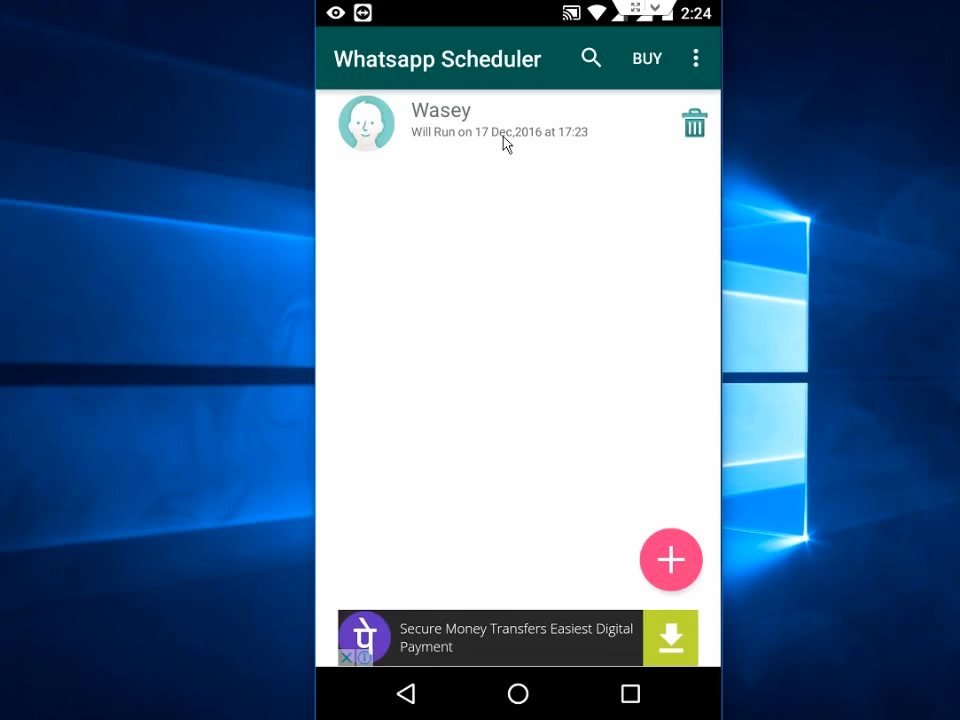 2:24
Whatsapp Scheduler
BUY
Wasey
Will Run on 17 Dec,2016 at 17:23
पे
Secure Money Transfers Easiest Digital
Payment